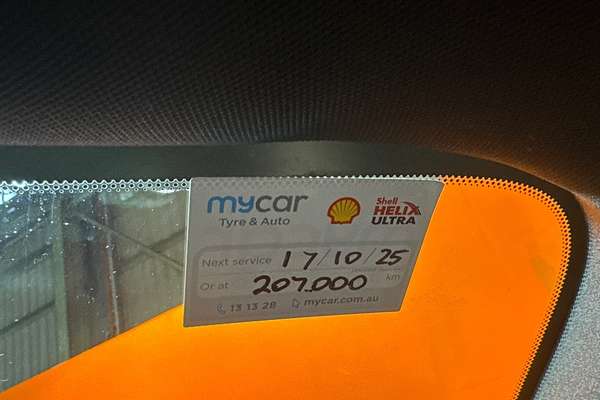 mycar
Tyre & Auto
Shell
HELIX
ULTRA
Next service 17/10/25
Or at 207.000 km
13 13 28 mycar.com.au